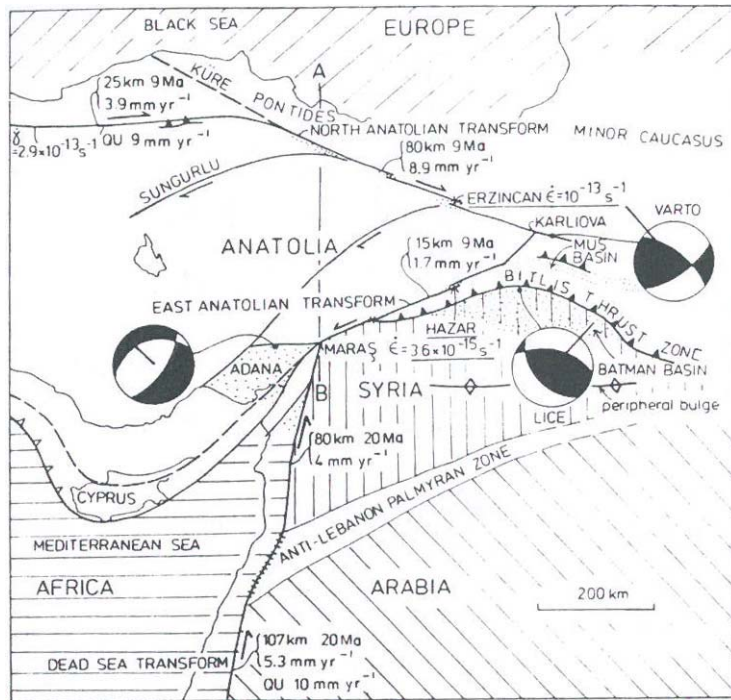 BLACK SEA
EUROPE
A
25km 9Ma
3.9mm yr⁻¹
KÜRE
PONTIDES
NORTH ANATOLIAN TRANSFORM
MINOR CAUCASUS
=2.9×10⁻¹³s⁻¹
QU 9mm yr⁻¹
80km 9Ma
8.9mm yr⁻¹
SUNGURLU
ERZINCAN ε̇=10⁻¹³s⁻¹
VARTO
KARLIOVA
ANATOLIA
MUŞ
BASIN
15km 9Ma
1.7mm yr⁻¹
BITLIS THRUST ZONE
EAST ANATOLIAN TRANSFORM
HAZAR
ε̇=3.6×10⁻¹⁵s⁻¹
MARAŞ
ADANA
BATMAN BASIN
B
SYRIA
LICE
peripheral bulge
80km 20Ma
4mm yr⁻¹
CYPRUS
ANTI-LEBANON PALMYRAN ZONE
MEDITERRANEAN SEA
AFRICA
ARABIA
200 km
107km 20Ma
DEAD SEA TRANSFORM
5.3mm yr⁻¹
QU 10mm yr⁻¹